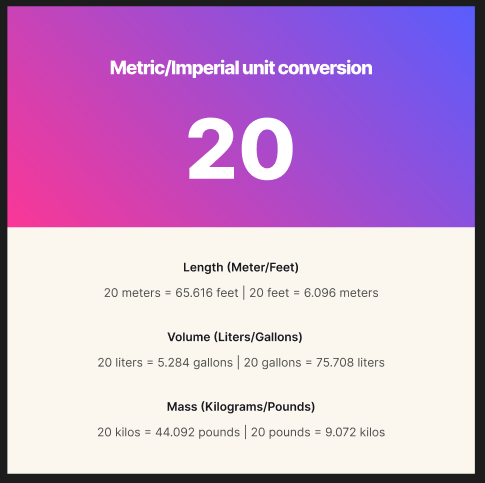 Metric/Imperial unit conversion
20
Length (Meter/Feet)
20 meters = 65.616 feet | 20 feet = 6.096 meters
Volume (Liters/Gallons)
20 liters = 5.284 gallons | 20 gallons = 75.708 liters
Mass (Kilograms/Pounds)
20 kilos = 44.092 pounds | 20 pounds = 9.072 kilos